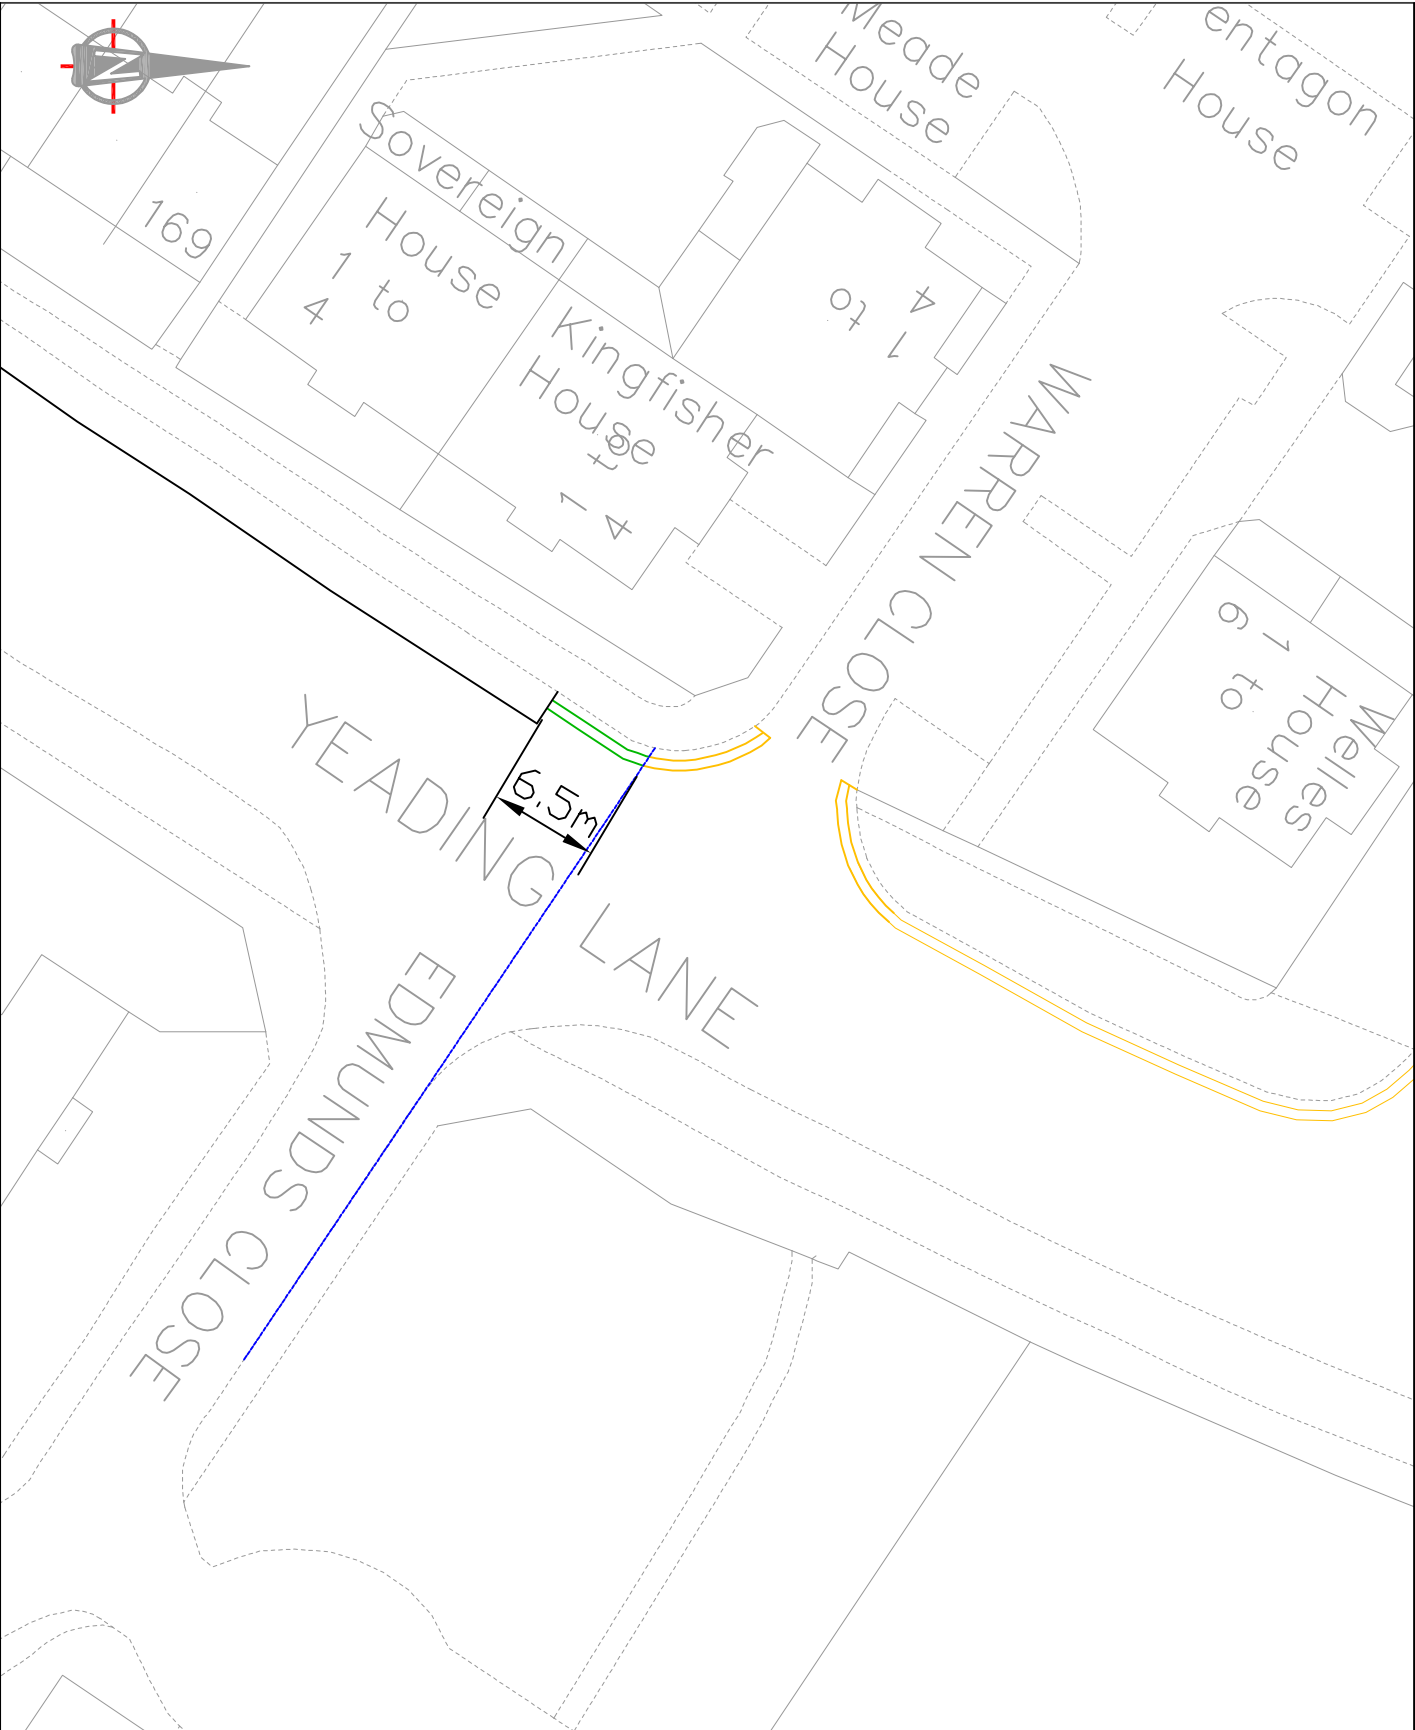 N
Meade
House
entagon
House
169
Sovereign
House
1
to
4
Kingfisher
House
1
to
4
1
to
4
WARREN CLOSE
1
to
6
Welles
House
YEADING LANE
6.5m
EDMUNDS CLOSE